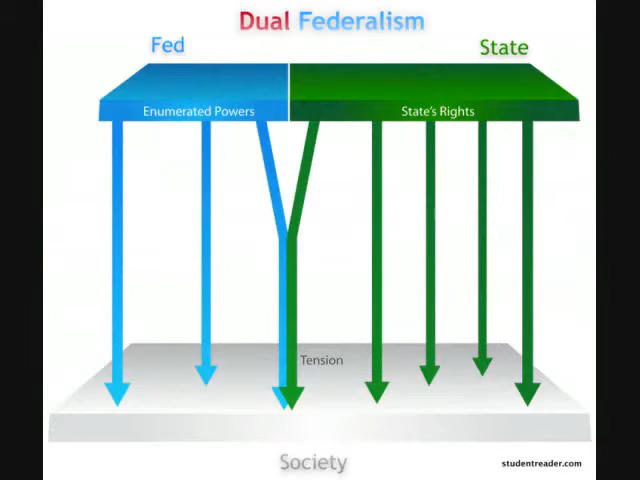 Dual Federalism
Fed
State
Enumerated Powers
State's Rights
Tension
Society
studentreader.com